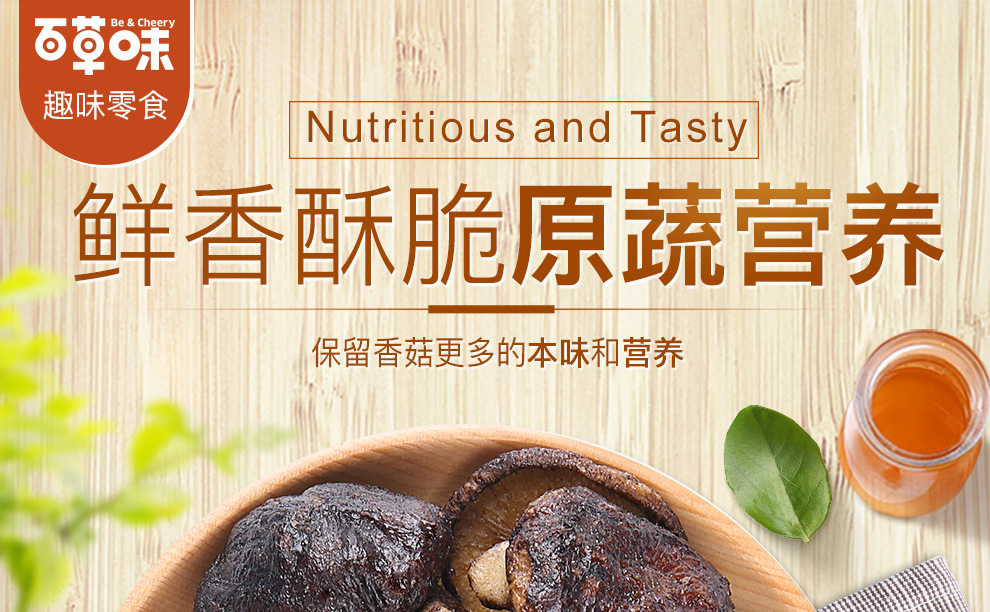 Be & Cheery
百草味
趣味零食
Nutritious and Tasty
鲜香酥脆原蔬营养
保留香菇更多的本味和营养